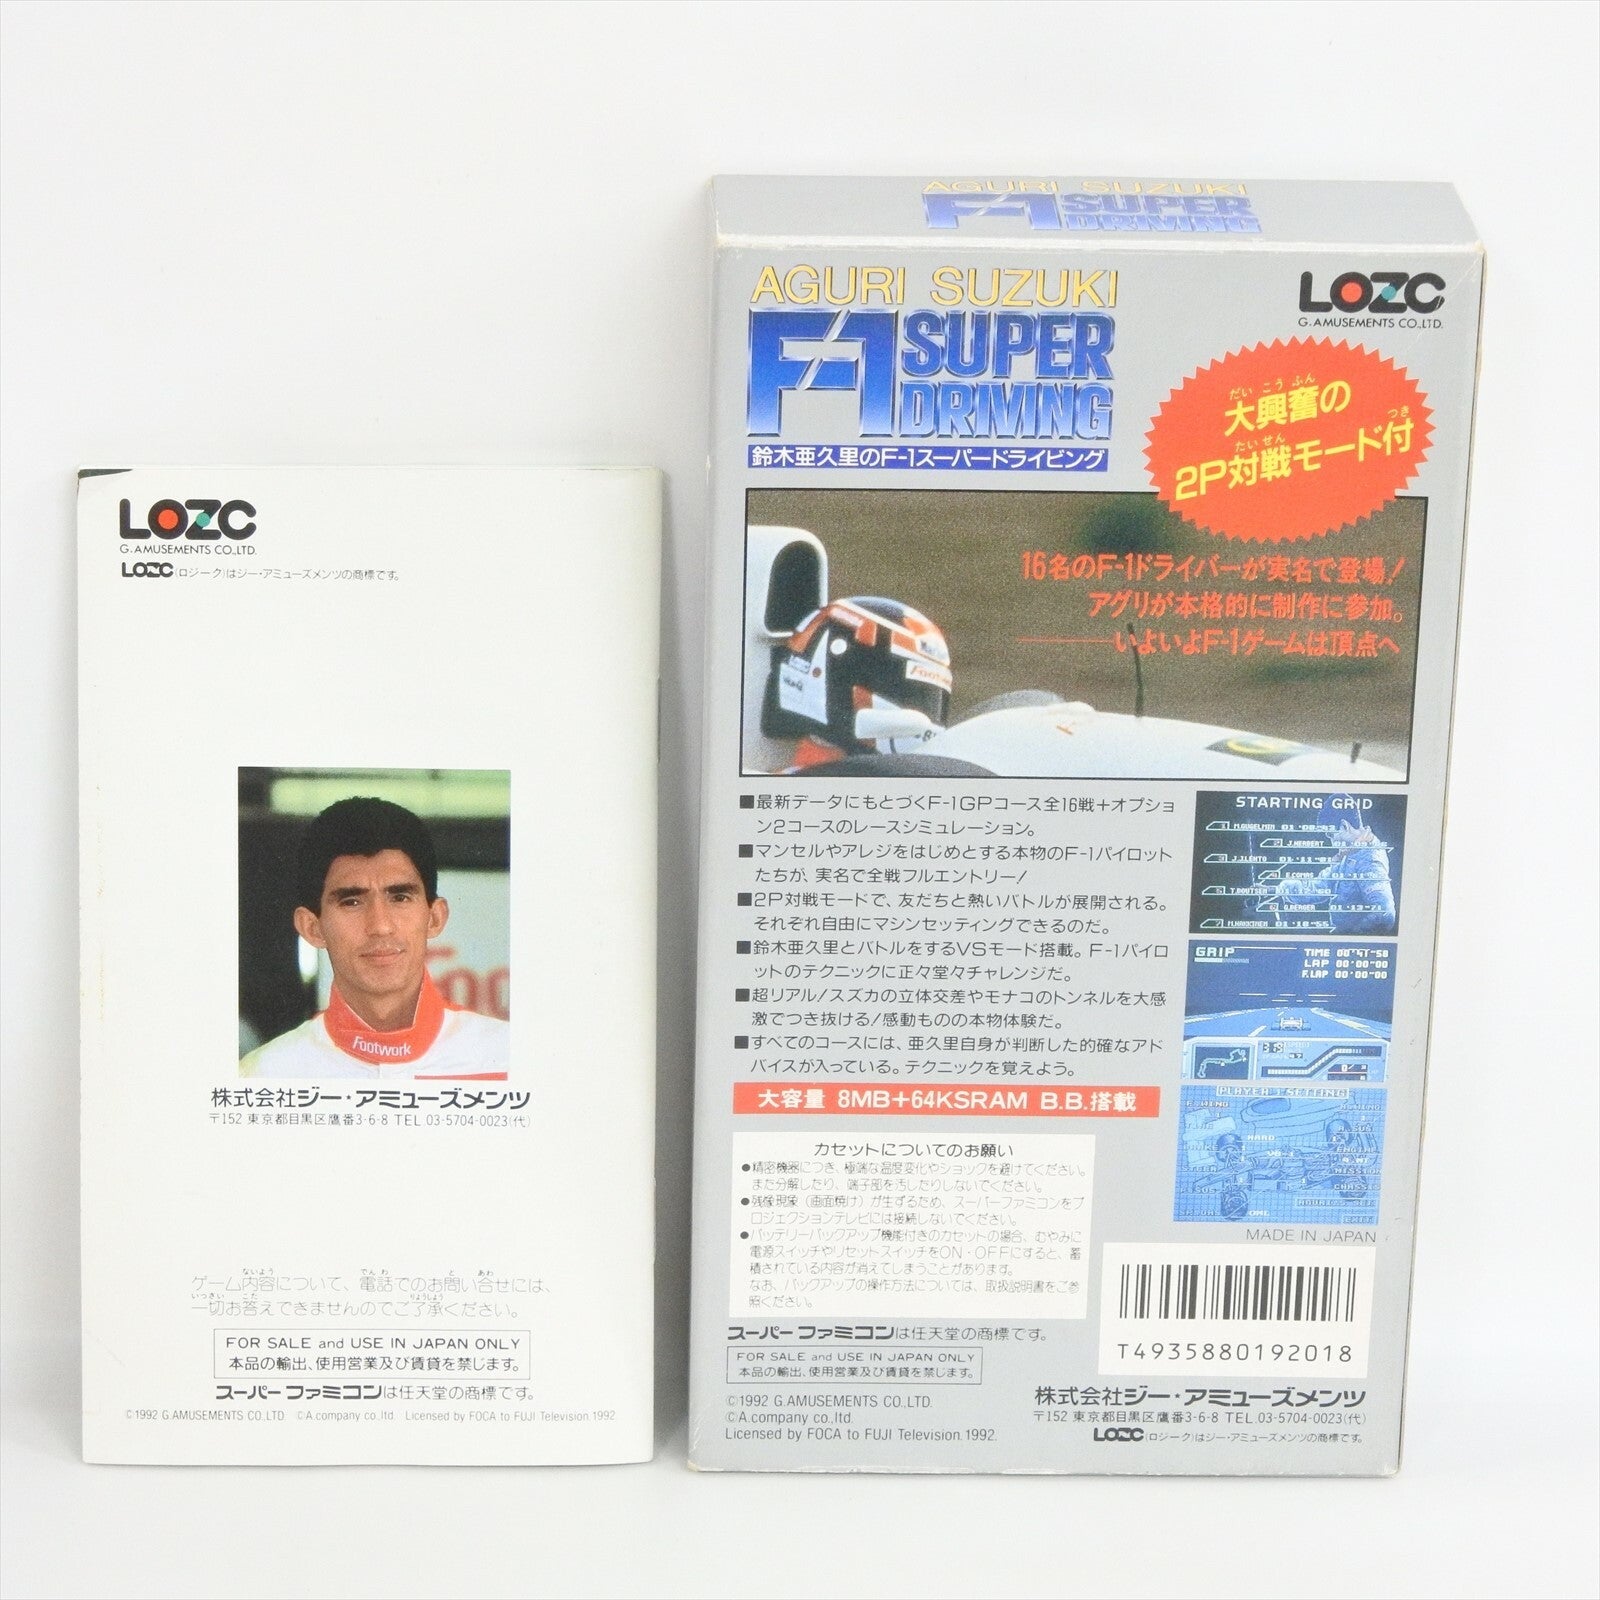 LOZC
G.AMUSEMENTS CO.,LTD.
LOZC(ロジーク)はジー・アミューズメンツの商標です。
Footwork
株式会社ジー★アミューズメンツ
〒152 東京都目黒区鷹番3-6-8 TEL 03-5704-0023(代)
ゲーム内容について、電話でのお問い合せには、
一切お答えできませんのでご了承ください。
FOR SALE and USE IN JAPAN ONLY
本品の輸出、使用営業及び賃貸を禁じます。
スーパーファミコンは任天堂の商標です。
©1992 G.AMUSEMENTS CO.,LTD. ©A.company co.,ltd. Licensed by FOCA to FUJI Television.1992
AGURI SUZUKI
F-1 SUPER DRIVING
AGURI SUZUKI
F-1 SUPER DRIVING
鈴木亜久里のF-1スーパードライビング
LOZC
G.AMUSEMENTS CO.,LTD.
大興奮の
2P対戦モード付
16名のF-1ドライバーが実名で登場!
アグリが本格的に制作に参加。
――いよいよF-1ゲームは頂点へ
■最新データにもとづくF-1GPコース全16戦+オプショ
ン2コースのレースシミュレーション。
■マンセルやアレジをはじめとする本物のF-1パイロット
たちが、実名で全戦フルエントリー!
■2P対戦モードで、友だちと熱いバトルが展開される。
それぞれ自由にマシンセッティングできるのだ。
■鈴木亜久里とバトルをするVSモード搭載。F-1パイロ
ットのテクニックに正々堂々チャレンジだ。
■超リアル!スズカの立体交差やモナコのトンネルを大感
激でつき抜ける!感動ものの本物体験だ。
■すべてのコースには、亜久里自身が判断した的確なアド
バイスが入っている。テクニックを覚えよう。
大容量 8MB+64KSRAM B.B.搭載
STARTING GRID
M.GUGELMIN
J.HERBERT
J.J.LEHTO
E.COMAS
T.BOUTSEN
G.BERGER
M.HAKKINEN
GRIP
TIME 00'41"58
LAP 00'00"00
F.LAP 00'00"00
PLAYER 1 SETTING
MADE IN JAPAN
カセットについてのお願い
●精密機器につき、極端な温度変化やショックを避けてください。
また分解したり、端子部を汚したりしないでください。
●残像現象(画面焼け)が生ずるため、スーパーファミコンをプ
ロジェクションテレビには接続しないでください。
●バッテリーバックアップ機能付きのカセットの場合、むやみに
電源スイッチやリセットスイッチをON・OFFにすると、蓄
積されている内容が消えてしまうことがあります。
なお、バックアップの操作方法については、取扱説明書をご参
照ください。
スーパーファミコンは任天堂の商標です。
FOR SALE and USE IN JAPAN ONLY
本品の輸出、使用営業及び賃貸を禁じます。
©1992 G.AMUSEMENTS CO.,LTD.
©A.company co.,ltd.
Licensed by FOCA to FUJI Television.1992.
T4935880192018
株式会社ジー★アミューズメンツ
〒152 東京都目黒区鷹番3-6-8 TEL.03-5704-0023(代)
LOZC(ロジーク)はジー・アミューズメンツの商標です。